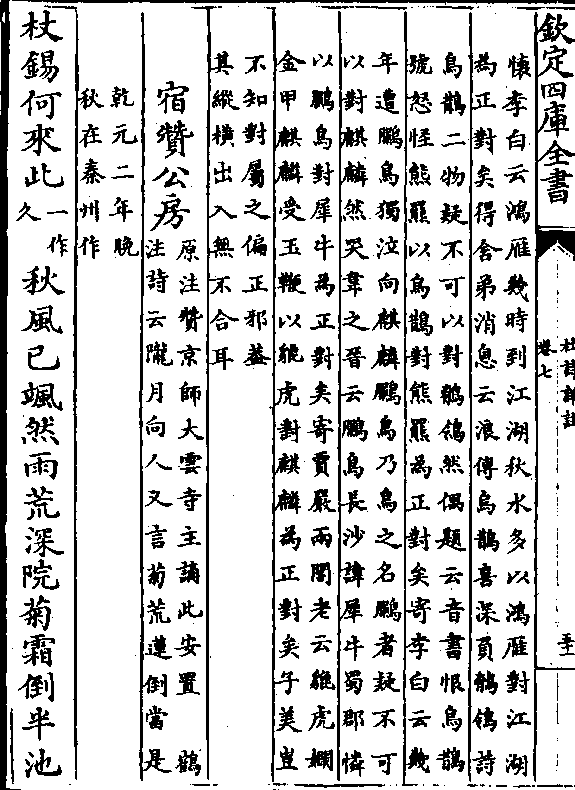 欽定四庫全書
杜詩詳註
卷七
懷李白云鴻雁幾時到江湖秋水多以鴻雁對江湖
為正對矣得舍弟消息云浪傳烏鵲喜深負鶺鴒詩
烏鵲二物疑不可以對鶺鴒然偶題云音書恨烏鵲
號怒怪熊羆以烏鵲對熊羆為正對矣寄李白云幾
年遭鵩鳥獨泣向麒麟鵩鳥乃鳥之名鵩者疑不可
以對麒麟然哭韋之晉云鵩鳥長沙諱犀牛蜀郡憐
以鵩鳥對犀牛為正對矣寄賈嚴兩閣老云貔虎嫻
金甲麒麟受玉鞭以貔虎對麒麟為正對矣子美豈
不知對屬之偏正邪蓋
其縱橫出入無不合耳
宿贊公房
原注贊京師大雲寺主謫此安置 鶴
注詩云隴月向人又言菊荒蓮倒當是
乾元二年晚
秋在秦州作
杖錫何來此一作久秋風已颯然雨荒深院菊霜倒半池